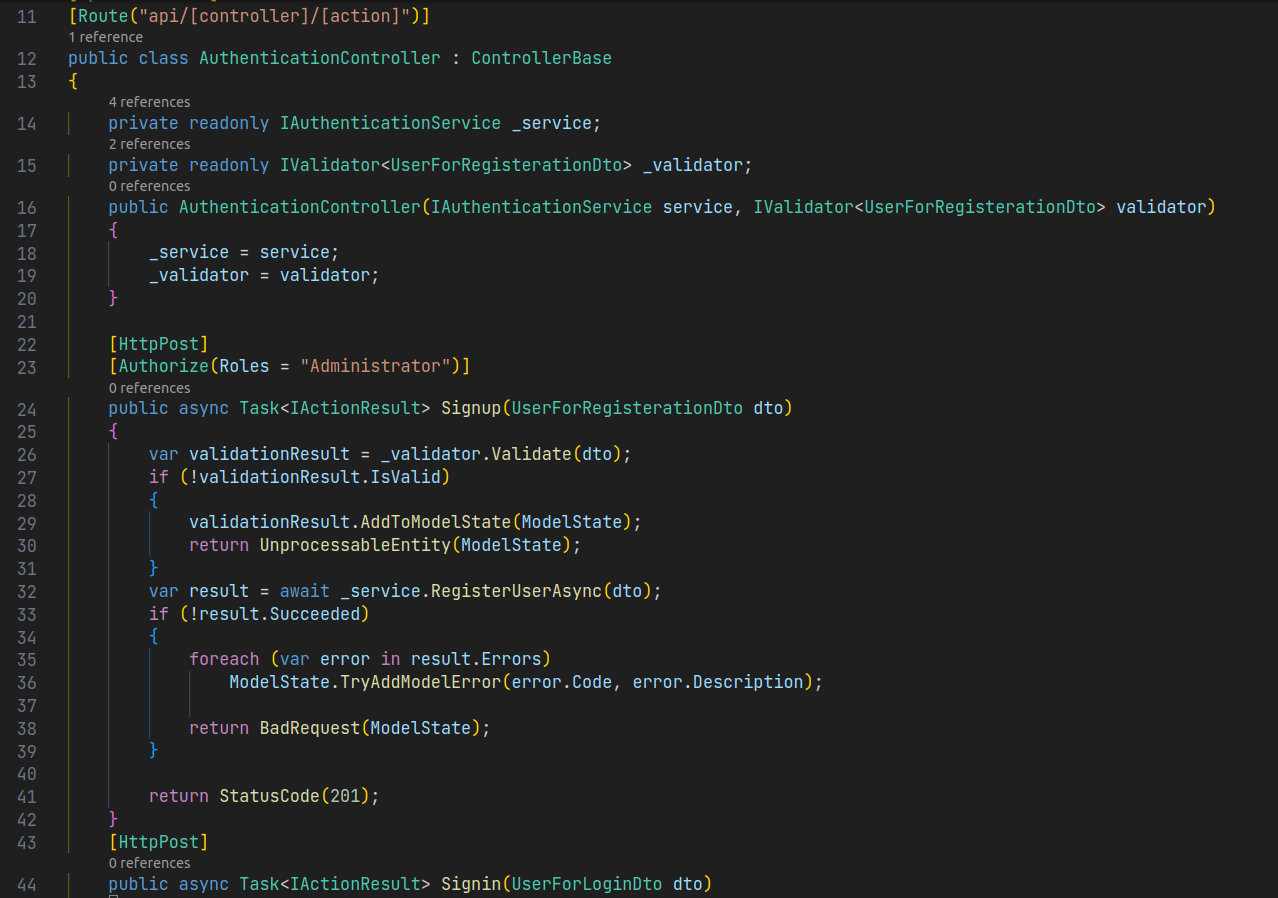 11 [Route("api/[controller]/[action]")]
1 reference
12 public class AuthenticationController : ControllerBase
13 {
4 references
14 private readonly IAuthenticationService _service;
2 references
15 private readonly IValidator<UserForRegisterationDto> _validator;
0 references
16 public AuthenticationController(IAuthenticationService service, IValidator<UserForRegisterationDto> validator)
17 {
18 _service = service;
19 _validator = validator;
20 }
21
22 [HttpPost]
23 [Authorize(Roles = "Administrator")]
0 references
24 public async Task<IActionResult> Signup(UserForRegisterationDto dto)
25 {
26 var validationResult = _validator.Validate(dto);
27 if (!validationResult.IsValid)
28 {
29 validationResult.AddToModelState(ModelState);
30 return UnprocessableEntity(ModelState);
31 }
32 var result = await _service.RegisterUserAsync(dto);
33 if (!result.Succeeded)
34 {
35 foreach (var error in result.Errors)
36 ModelState.TryAddModelError(error.Code, error.Description);
37
38 return BadRequest(ModelState);
39 }
40
41 return StatusCode(201);
42 }
43 [HttpPost]
0 references
44 public async Task<IActionResult> Signin(UserForLoginDto dto)